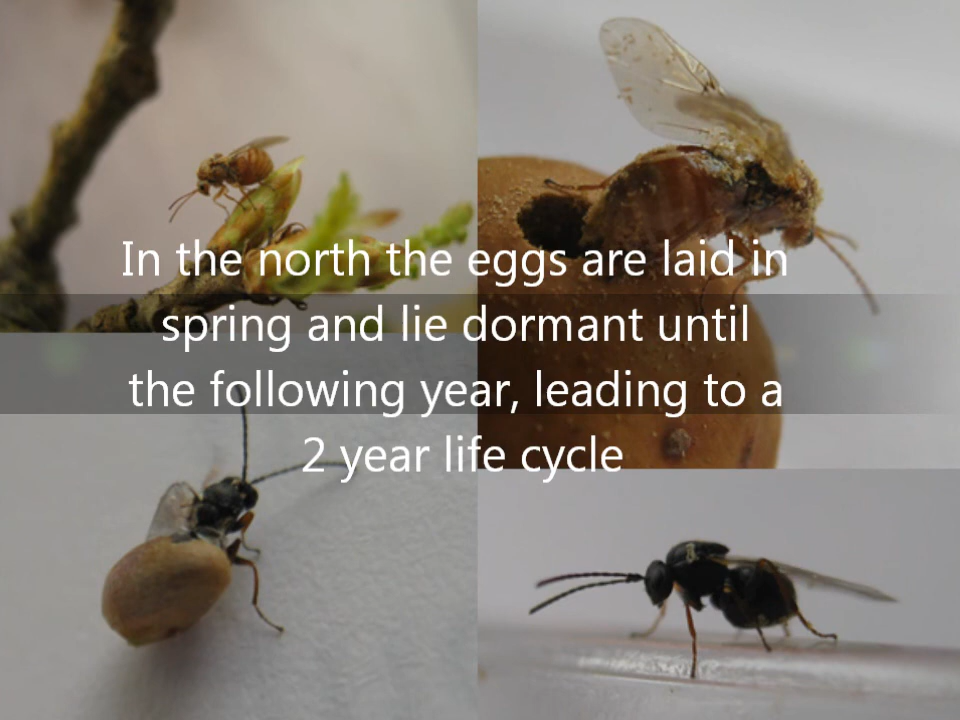 In the north the eggs are laid in
spring and lie dormant until
the following year, leading to a
2 year life cycle